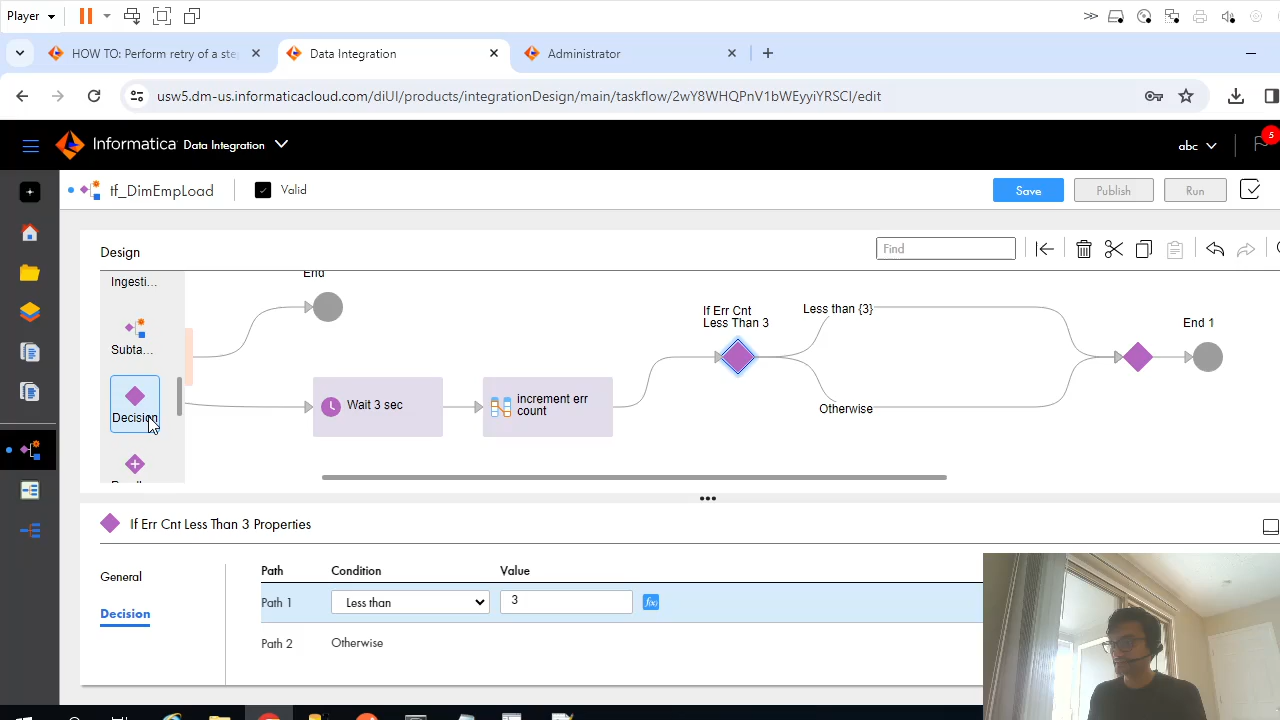 Player
HOW TO: Perform retry of a ste
Data Integration
Administrator
usw5.dm-us.informaticacloud.com/diUI/products/integrationDesign/main/taskflow/2wY8WHQPnV1bWEyyiYRSCI/edit
Informatica Data Integration
abc
5
tf_DimEmpLoad
Valid
Save
Publish
Run
Design
Find
Ingesti...
Subta...
Decision
End
Wait 3 sec
increment err
count
If Err Cnt
Less Than 3
Less than {3}
Otherwise
End 1
If Err Cnt Less Than 3 Properties
General
Decision
Path Condition Value
Path 1 Less than 3 f(x)
Path 2 Otherwise